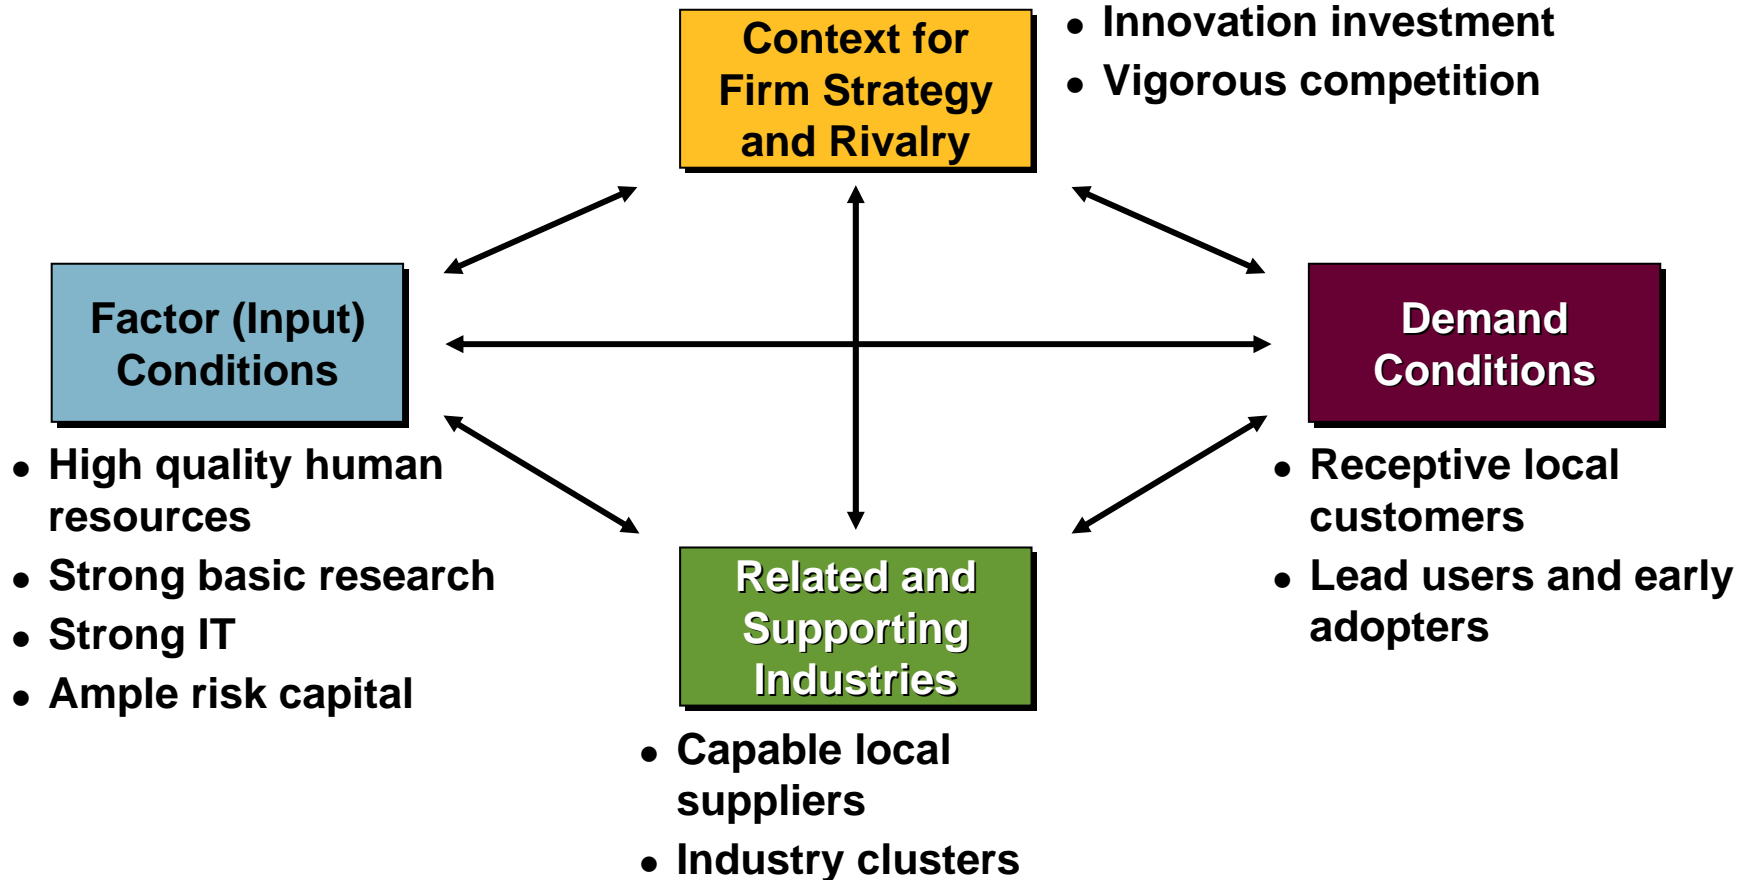 Context for
Firm Strategy
and Rivalry
● Innovation investment
● Vigorous competition
Factor (Input)
Conditions
● High quality human
resources
● Strong basic research
● Strong IT
● Ample risk capital
Demand
Conditions
● Receptive local
customers
● Lead users and early
adopters
Related and
Supporting
Industries
● Capable local
suppliers
● Industry clusters